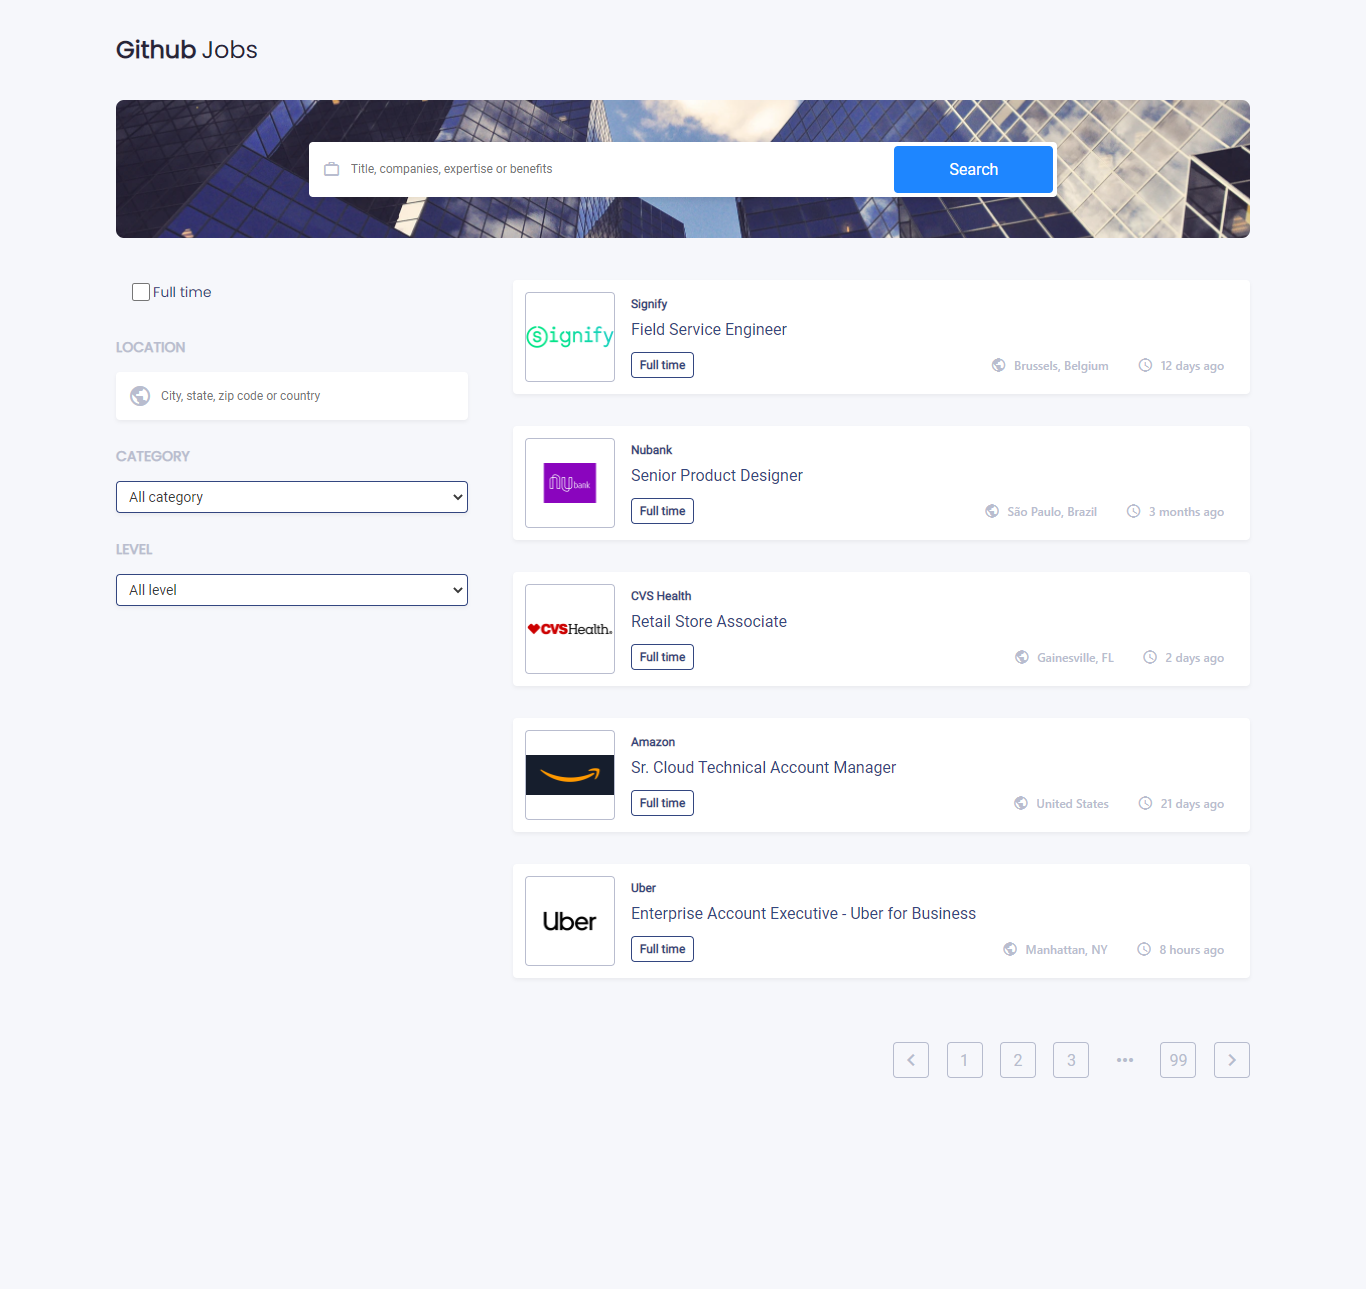 Github Jobs
Title, companies, expertise or benefits
Search
Full time
LOCATION
City, state, zip code or country
CATEGORY
All category
LEVEL
All level
Signify
Signify
Field Service Engineer
Full time
Brussels, Belgium
12 days ago
nu bank
Nubank
Senior Product Designer
Full time
São Paulo, Brazil
3 months ago
CVSHealth
CVS Health
Retail Store Associate
Full time
Gainesville, FL
2 days ago
Amazon
Sr. Cloud Technical Account Manager
Full time
United States
21 days ago
Uber
Uber
Enterprise Account Executive - Uber for Business
Full time
Manhattan, NY
8 hours ago
1
2
3
•••
99